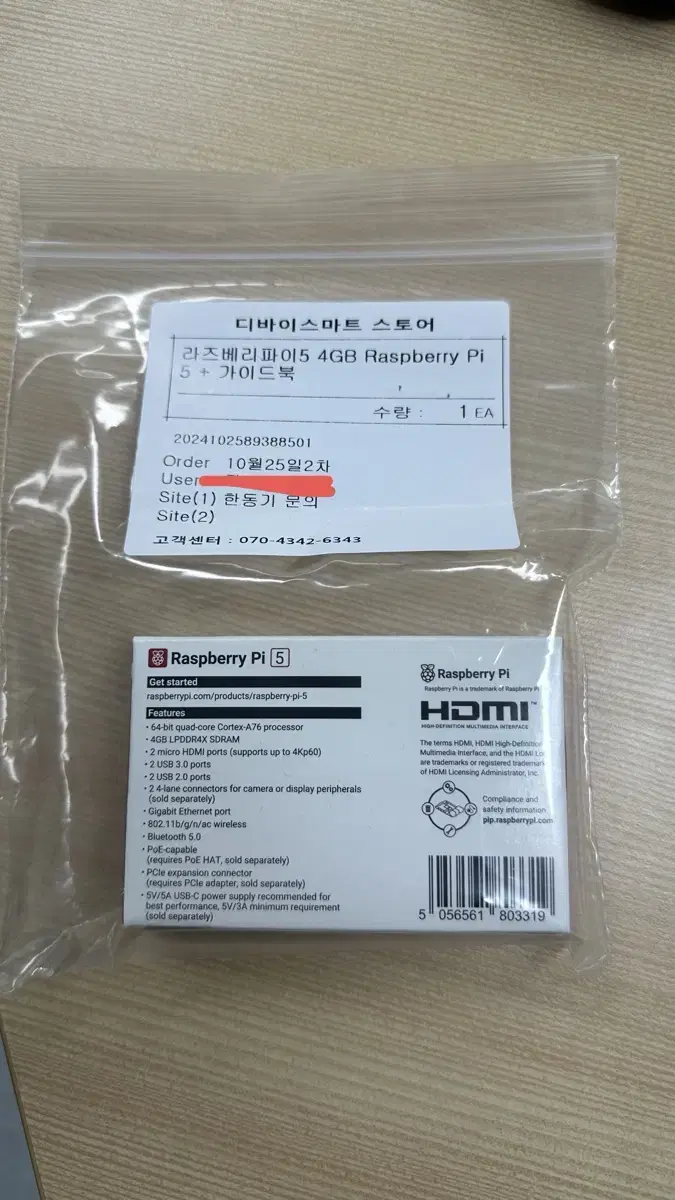 디바이스마트 스토어
라즈베리파이5 4GB Raspberry Pi
5 + 가이드북
수량 : 1 EA
2024102589388501
Order 10월25일2차
User
Site(1) 한동기 문의
Site(2)
고객센터 : 070-4342-6343
Raspberry Pi 5
Get started
raspberrypi.com/products/raspberry-pi-5
Features
• 64-bit quad-core Cortex-A76 processor
• 4GB LPDDR4X SDRAM
• 2 micro HDMI ports (supports up to 4Kp60)
• 2 USB 3.0 ports
• 2 USB 2.0 ports
• 2 4-lane connectors for camera or display peripherals
(sold separately)
• Gigabit Ethernet port
• 802.11b/g/n/ac wireless
• Bluetooth 5.0
• PoE-capable
(requires PoE HAT, sold separately)
• PCIe expansion connector
(requires PCIe adapter, sold separately)
• 5V/5A USB-C power supply recommended for
best performance, 5V/3A minimum requirement
(sold separately)
Raspberry Pi
Raspberry Pi is a trademark of Raspberry Pi
HDMI™
HIGH-DEFINITION MULTIMEDIA INTERFACE
The terms HDMI, HDMI High-Definition
Multimedia Interface, and the HDMI
are trademarks or registered trademark
of HDMI Licensing Administrator, Inc.
Compliance and
safety information
pip.raspberrypi.com
5 056561 803319